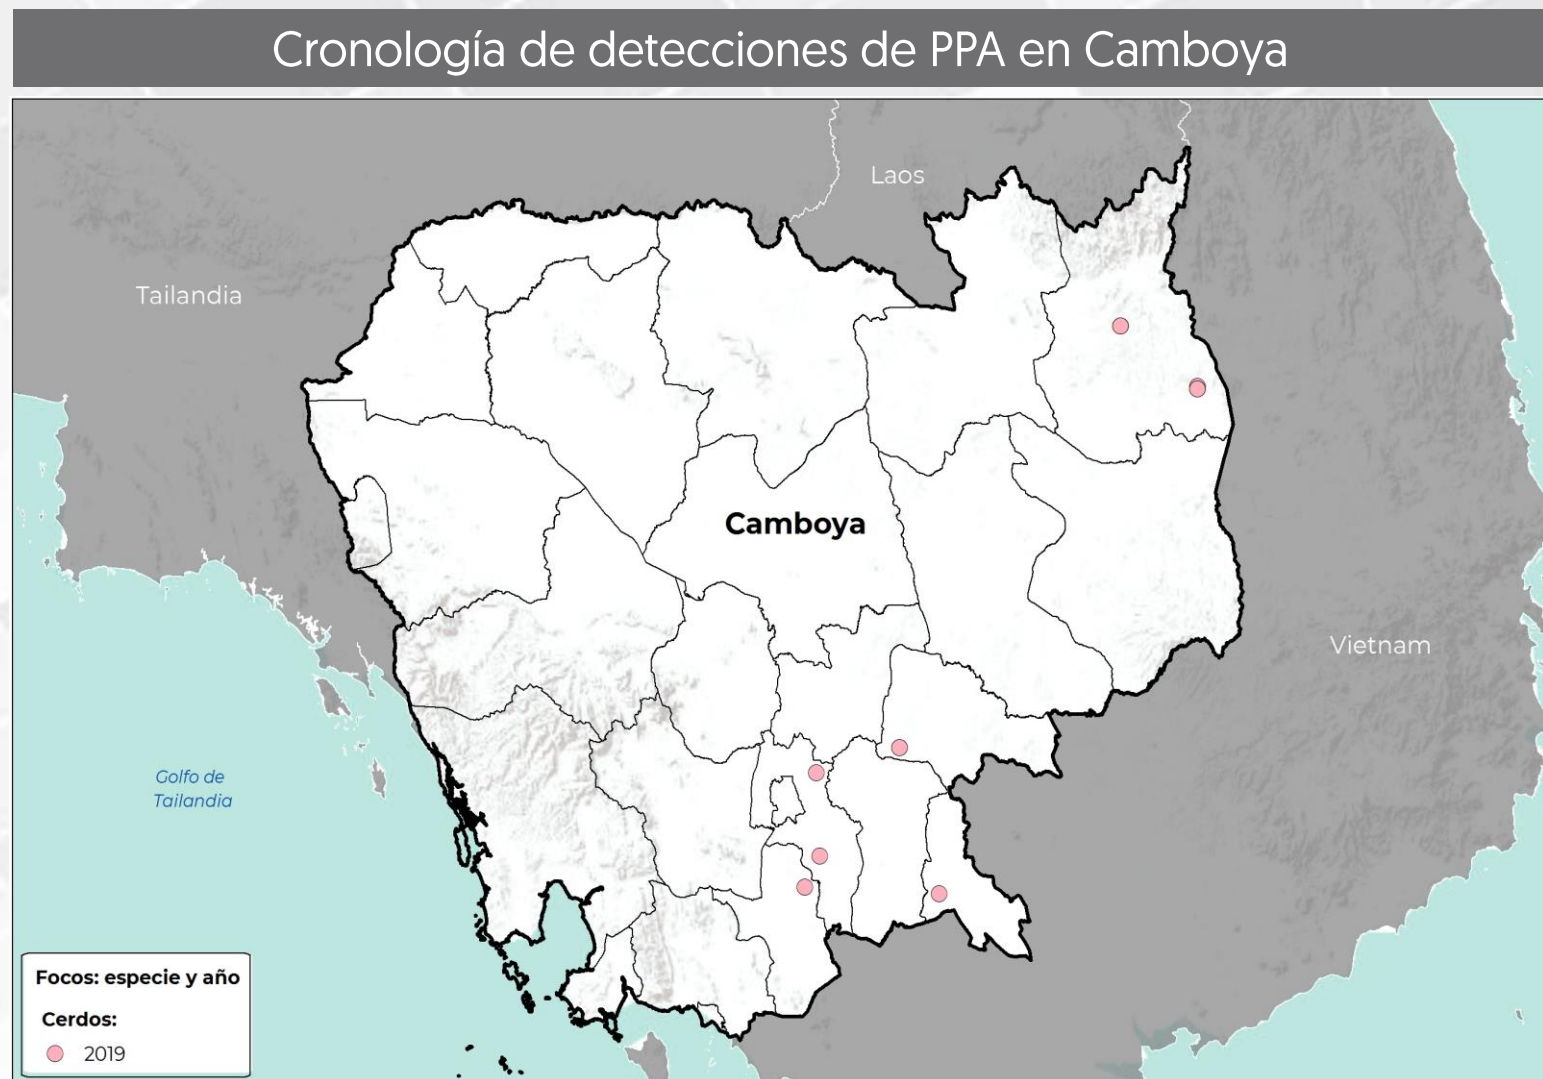 Cronología de detecciones de PPA en Camboya
Laos
Tailandia
Camboya
Vietnam
Golfo de
Tailandia
Focos: especie y año
Cerdos:
2019